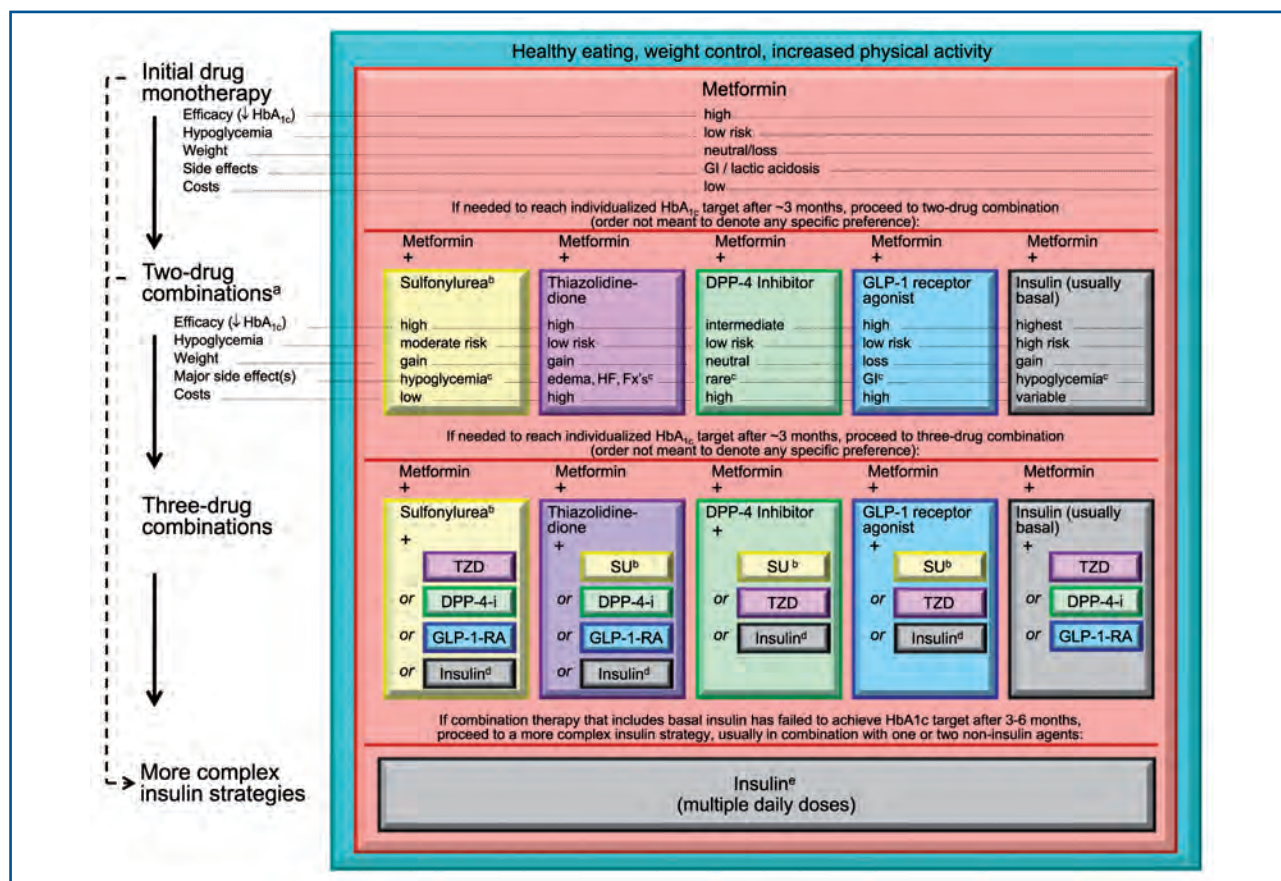 Healthy eating, weight control, increased physical activity
Initial drug
monotherapy
Metformin
Efficacy (↓ HbA1c) high
Hypoglycemia low risk
Weight neutral/loss
Side effects GI / lactic acidosis
Costs low
If needed to reach individualized HbA1c target after ~3 months, proceed to two-drug combination
(order not meant to denote any specific preference):
Metformin Metformin Metformin Metformin Metformin
+ + + + +
Two-drug
combinationsa
Sulfonylureab Thiazolidine- DPP-4 Inhibitor GLP-1 receptor Insulin (usually
dione agonist basal)
Efficacy (↓ HbA1c) high high intermediate high highest
Hypoglycemia moderate risk low risk low risk low risk high risk
Weight gain gain neutral loss gain
Major side effect(s) hypoglycemiac edema, HF, Fx'sc rarec GIc hypoglycemiac
Costs low high high high variable
If needed to reach individualized HbA1c target after ~3 months, proceed to three-drug combination
(order not meant to denote any specific preference):
Metformin Metformin Metformin Metformin Metformin
+ + + + +
Three-drug
combinations
Sulfonylureab Thiazolidine- DPP-4 Inhibitor GLP-1 receptor Insulin (usually
dione agonist basal)
+ + + + +
TZD SUb SU b SUb TZD
or DPP-4-i or DPP-4-i or TZD or TZD or DPP-4-i
or GLP-1-RA or GLP-1-RA or Insulind or Insulind or GLP-1-RA
or Insulind or Insulind
If combination therapy that includes basal insulin has failed to achieve HbA1c target after 3-6 months,
proceed to a more complex insulin strategy, usually in combination with one or two non-insulin agents:
More complex
insulin strategies
Insuline
(multiple daily doses)